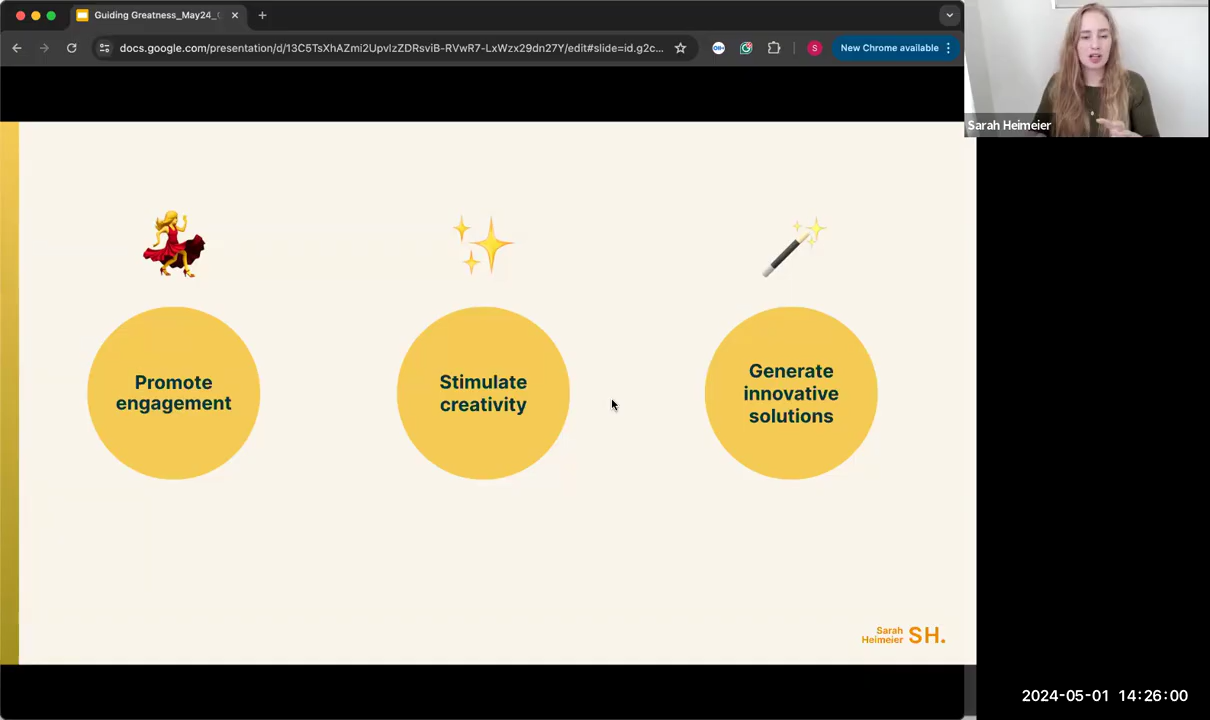 Guiding Greatness_May24_
docs.google.com/presentation/d/13C5TsXhAZmi2UpvIzZDRsviB-RVwR7-LxWzx29dn27Y/edit#slide=id.g2c...
S
New Chrome available
Sarah Heimeier
Promote
engagement
Stimulate
creativity
Generate
innovative
solutions
Sarah
Heimeier
SH.
2024-05-01 14:26:00